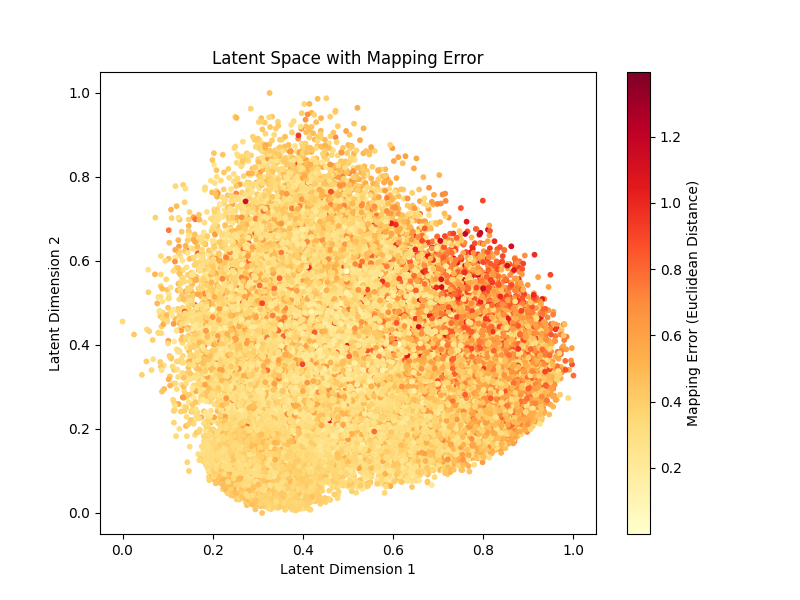 Latent Space with Mapping Error
1.0
0.8
0.6
0.4
0.2
0.0
Latent Dimension 2
0.0 0.2 0.4 0.6 0.8 1.0
Latent Dimension 1
1.2
1.0
0.8
0.6
0.4
0.2
Mapping Error (Euclidean Distance)